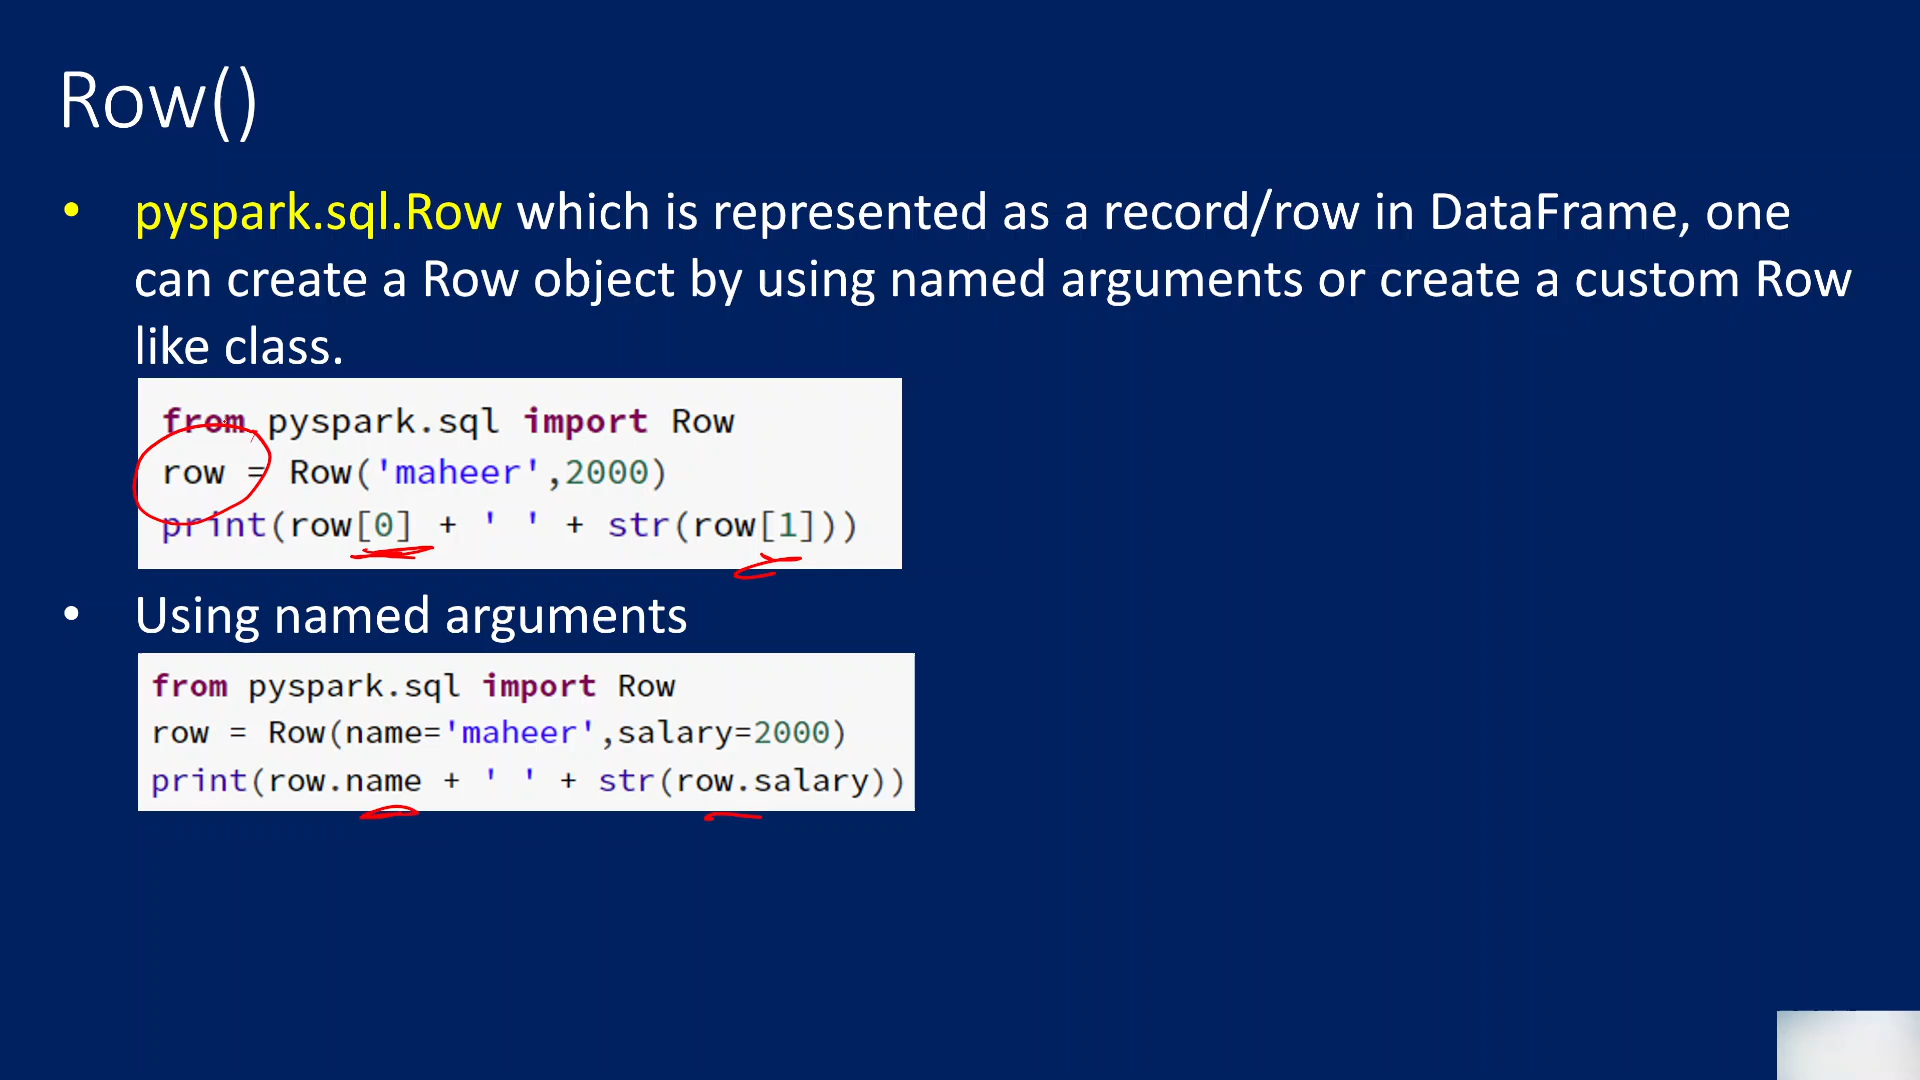 Row()
• pyspark.sql.Row which is represented as a record/row in DataFrame, one
can create a Row object by using named arguments or create a custom Row
like class.
from pyspark.sql import Row
row = Row('maheer',2000)
print(row[0] + ' ' + str(row[1]))
• Using named arguments
from pyspark.sql import Row
row = Row(name='maheer',salary=2000)
print(row.name + ' ' + str(row.salary))